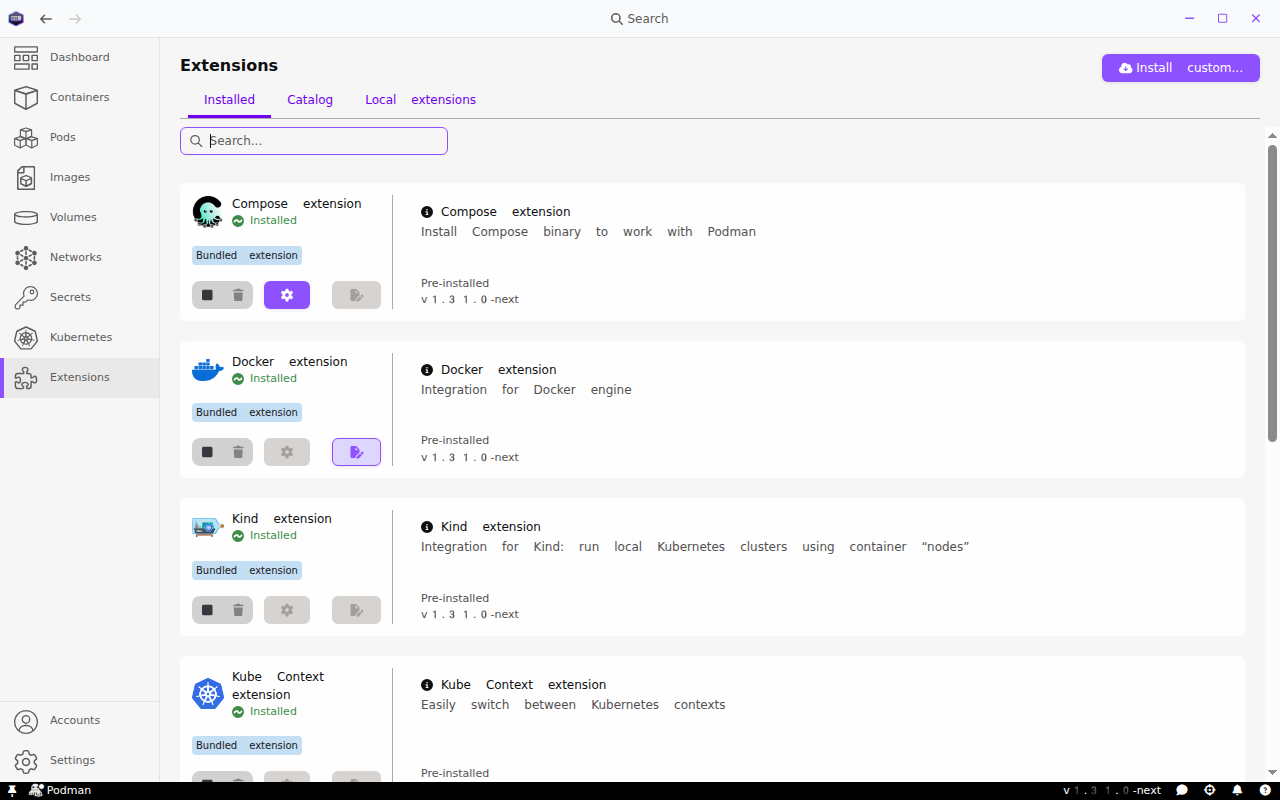 Search
Dashboard
Containers
Pods
Images
Volumes
Networks
Secrets
Kubernetes
Extensions
Accounts
Settings
Extensions
Install custom...
Installed Catalog Local extensions
Search...
Compose extension
Installed
Bundled extension
Compose extension
Install Compose binary to work with Podman
Pre-installed
v1.31.0-next
Docker extension
Installed
Bundled extension
Docker extension
Integration for Docker engine
Pre-installed
v1.31.0-next
Kind extension
Installed
Bundled extension
Kind extension
Integration for Kind: run local Kubernetes clusters using container “nodes”
Pre-installed
v1.31.0-next
Kube Context
extension
Installed
Bundled extension
Kube Context extension
Easily switch between Kubernetes contexts
Pre-installed
Podman
v1.31.0-next